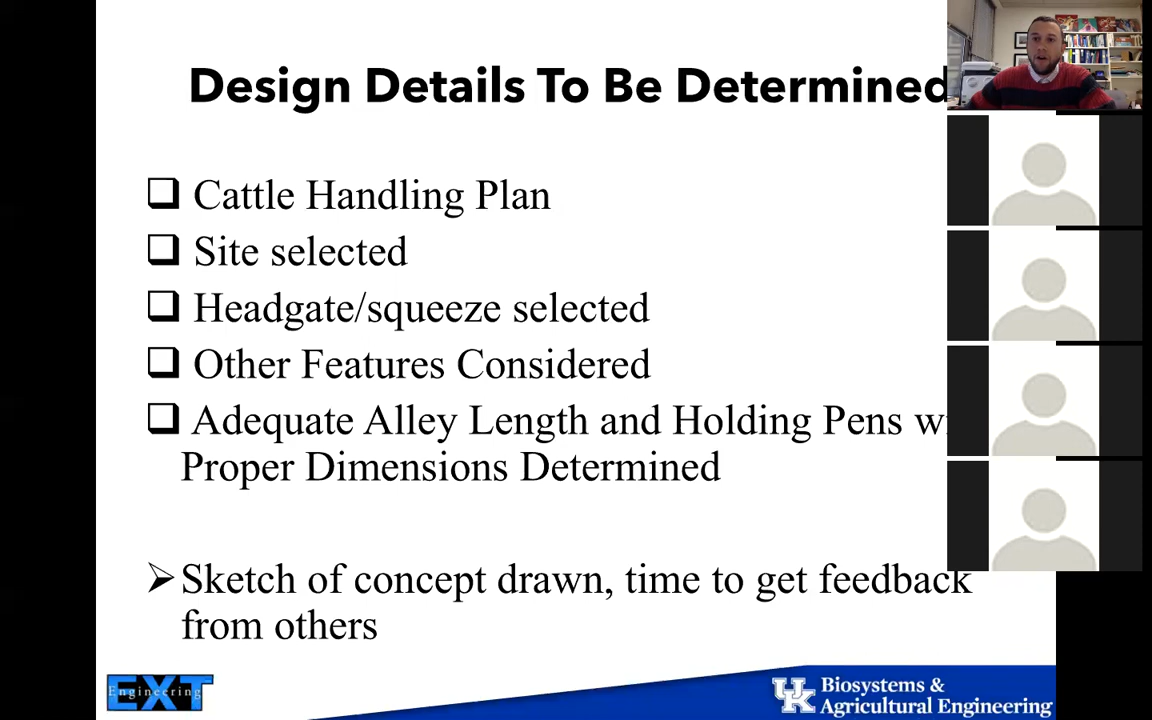 Design Details To Be Determined
Cattle Handling Plan
Site selected
Headgate/squeeze selected
Other Features Considered
Adequate Alley Length and Holding Pens
Proper Dimensions Determined
Sketch of concept drawn, time to get feedback
from others
EXT
Engineering
UK Biosystems &
Agricultural Engineering